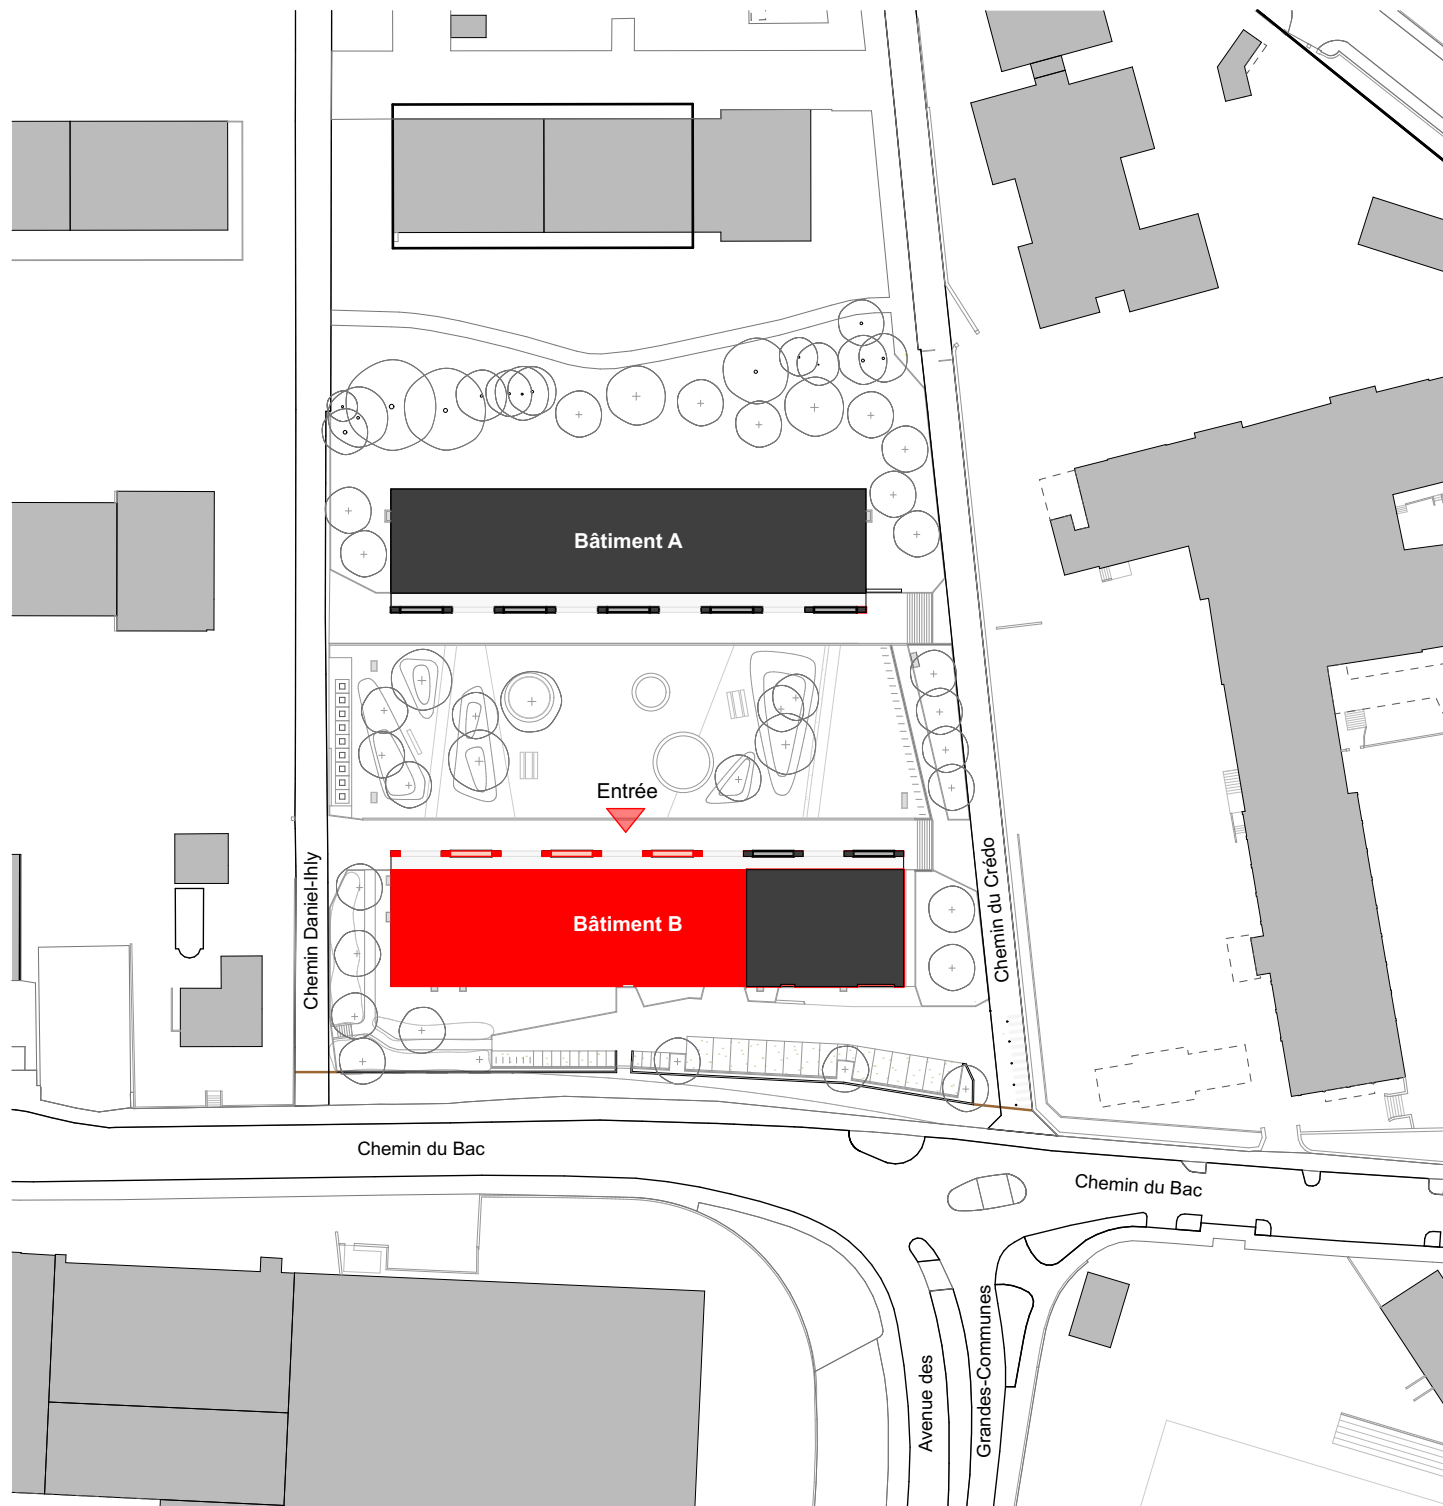 Bâtiment A
Entrée
Bâtiment B
Chemin Daniel-Ihly
Chemin du Crédo
Chemin du Bac
Chemin du Bac
Avenue des
Grandes-Communes